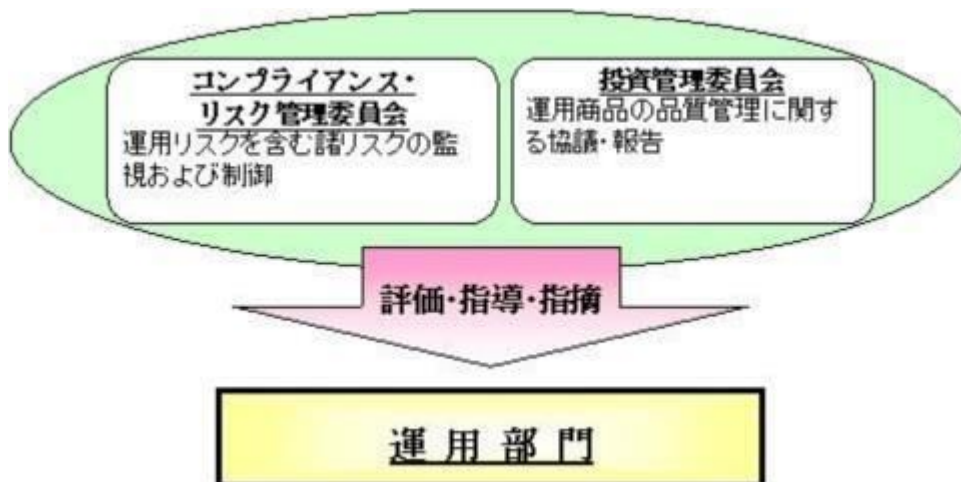 コンプライアンス・
リスク管理委員会
運用リスクを含む諸リスクの監
視および制御
投資管理委員会
運用商品の品質管理に関す
る協議・報告
評価・指導・指摘
運用部門